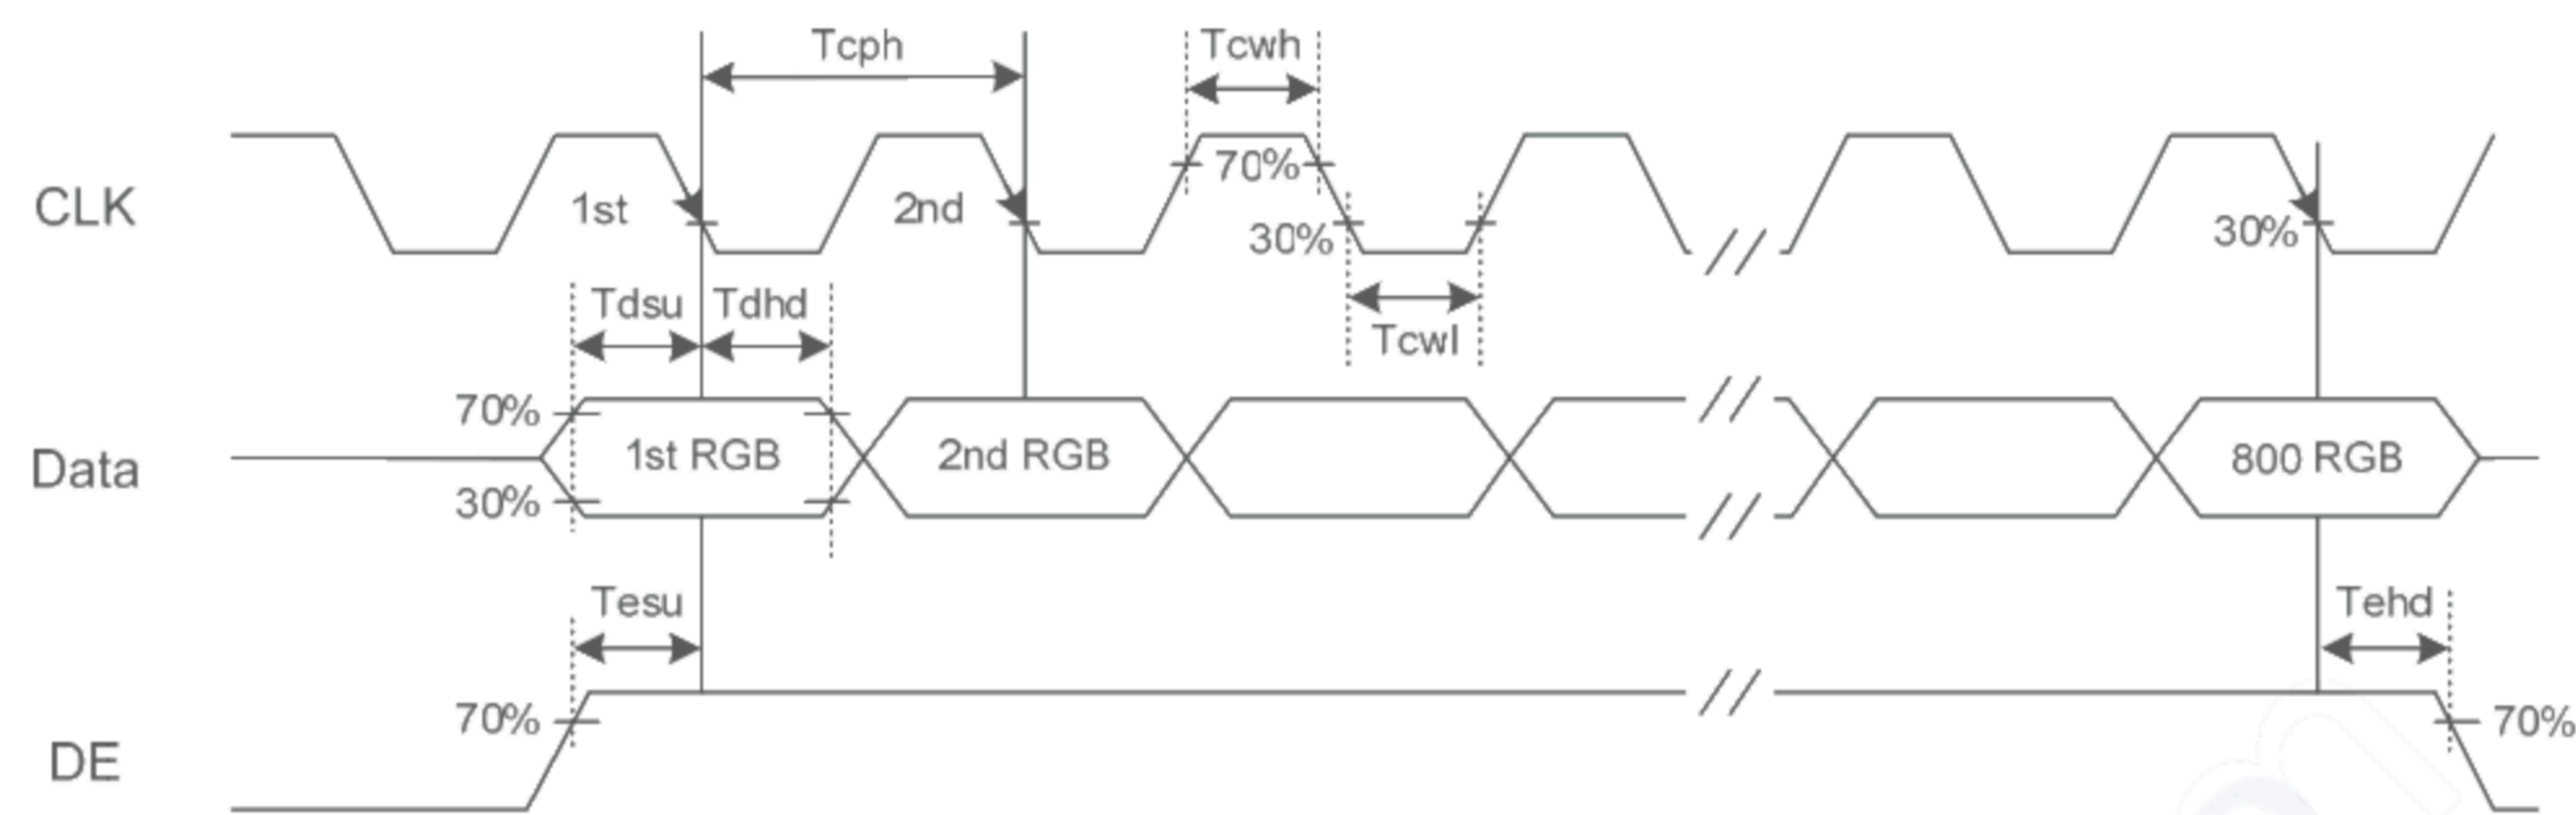 Tcph
Tcwh
CLK
1st
2nd
70%
30%
30%
Tcwl
Tdsu
Tdhd
70%
Data
1st RGB
2nd RGB
800 RGB
30%
Tesu
Tehd
70%
70%
DE